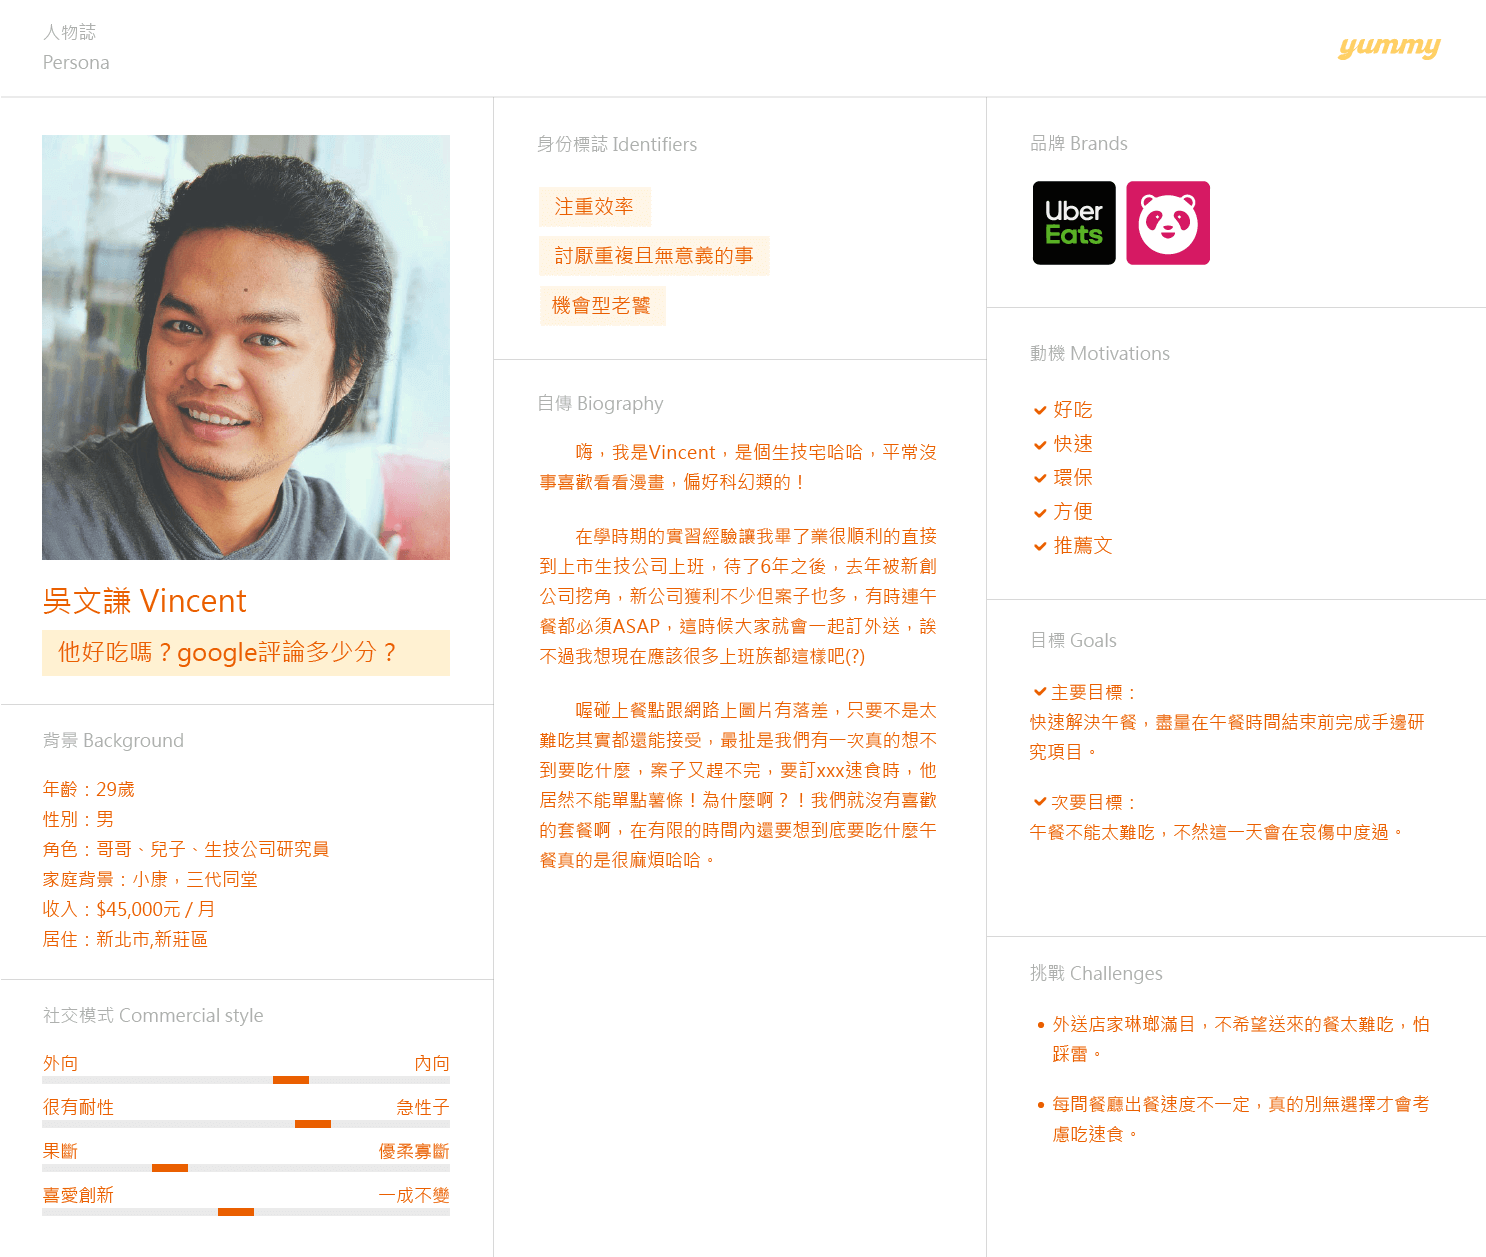 人物誌
Persona
yummy
吳文謙 Vincent
他好吃嗎？google評論多少分？
背景 Background
年齡：29歲
性別：男
角色：哥哥、兒子、生技公司研究員
家庭背景：小康，三代同堂
收入：$45,000元 / 月
居住：新北市,新莊區
社交模式 Commercial style
外向 內向
很有耐性 急性子
果斷 優柔寡斷
喜愛創新 一成不變
身份標誌 Identifiers
注重效率
討厭重複且無意義的事
機會型老饕
自傳 Biography
嗨，我是Vincent，是個生技宅哈哈，平常沒
事喜歡看看漫畫，偏好科幻類的！
在學時期的實習經驗讓我畢了業很順利的直接
到上市生技公司上班，待了6年之後，去年被新創
公司挖角，新公司獲利不少但案子也多，有時連午
餐都必須ASAP，這時候大家就會一起訂外送，誒
不過我想現在應該很多上班族都這樣吧(?)
喔碰上餐點跟網路上圖片有落差，只要不是太
難吃其實都還能接受，最扯是我們有一次真的想不
到要吃什麼，案子又趕不完，要訂xxx速食時，他
居然不能單點薯條！為什麼啊？！我們就沒有喜歡
的套餐啊，在有限的時間內還要想到底要吃什麼午
餐真的是很麻煩哈哈。
品牌 Brands
Uber
Eats
動機 Motivations
好吃
快速
環保
方便
推薦文
目標 Goals
主要目標：
快速解決午餐，盡量在午餐時間結束前完成手邊研
究項目。
次要目標：
午餐不能太難吃，不然這一天會在哀傷中度過。
挑戰 Challenges
外送店家琳瑯滿目，不希望送來的餐太難吃，怕
踩雷。
每間餐廳出餐速度不一定，真的別無選擇才會考
慮吃速食。